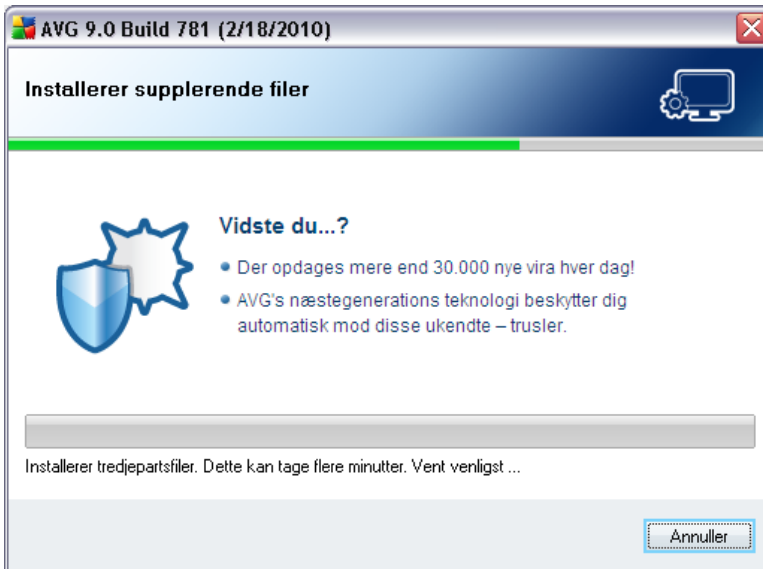 AVG 9.0 Build 781 (2/18/2010)
Installerer supplerende filer
Vidste du...?
Der opdages mere end 30.000 nye vira hver dag!
AVG's næstegenerations teknologi beskytter dig
automatisk mod disse ukendte – trusler.
Installerer tredjepartsfiler. Dette kan tage flere minutter. Vent venligst ...
Annuller